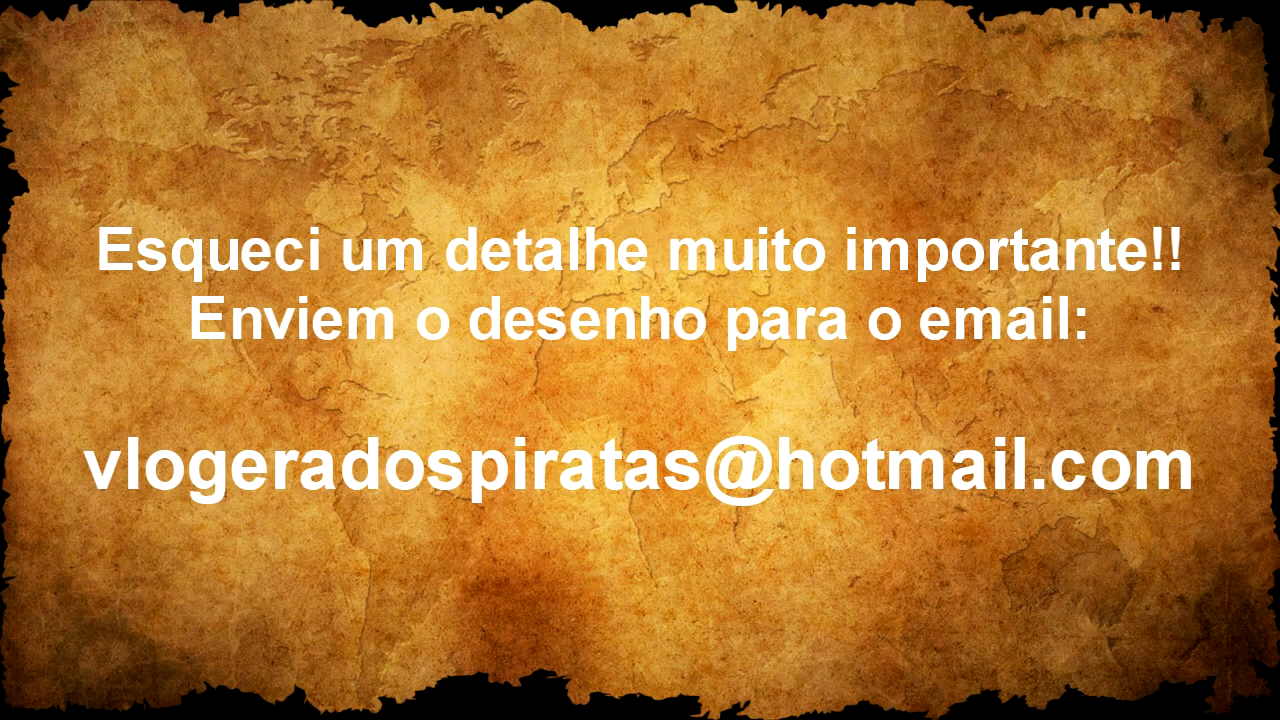 Esqueci um detalhe muito importante!!
Enviem o desenho para o email:
vlogeradospiratas@hotmail.com